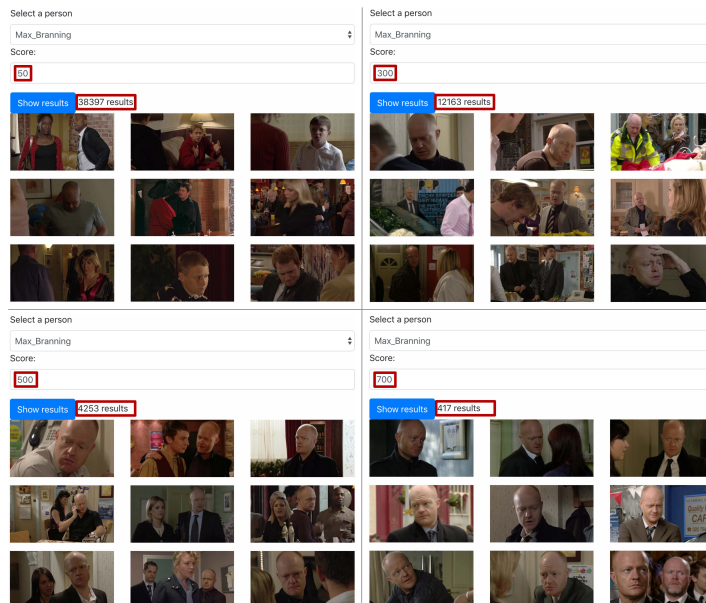 Select a person
Max_Branning
Score:
50
Show results 38397 results
Select a person
Max_Branning
Score:
300
Show results 12163 results
Select a person
Max_Branning
Score:
500
Show results 4253 results
Select a person
Max_Branning
Score:
700
Show results 417 results